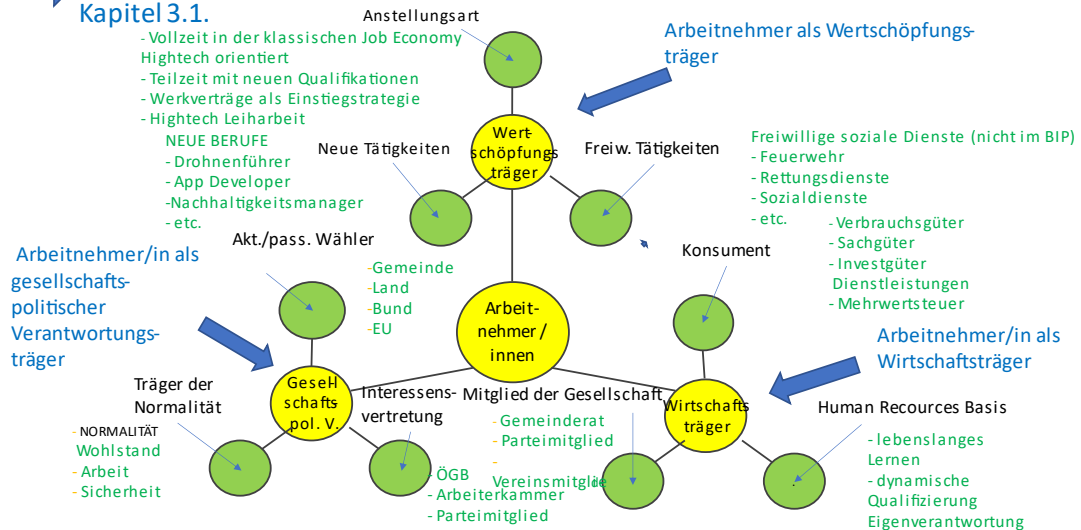 Kapitel 3.1.
Anstellungsart
- Vollzeit in der klassischen Job Economy
Hightech orientiert
- Teilzeit mit neuen Qualifikationen
- Werkverträge als Einstiegstrategie
- Hightech Leiharbeit
NEUE BERUFE
- Drohnenführer
- App Developer
-Nachhaltigkeitsmanager
- etc.
Arbeitnehmer als Wertschöpfungs-
träger
Wert-
schöpfungs
träger
Neue Tätigkeiten
Freiw. Tätigkeiten
Freiwillige soziale Dienste (nicht im BIP)
- Feuerwehr
- Rettungsdienste
- Sozialdienste
- etc.
- Verbrauchsgüter
- Sachgüter
- Investgüter
Dienstleistungen
- Mehrwertsteuer
Konsument
Akt./pass. Wähler
-Gemeinde
-Land
-Bund
-EU
Arbeitnehmer/in als
gesellschafts-
politischer
Verantwortungs-
träger
Arbeit-
nehmer /
innen
Arbeitnehmer/in als
Wirtschaftsträger
Träger der
Normalität
Gesell
schafts
pol. V.
Interessens-
vertretung
Mitglied der Gesellschaft
Wirtschafts
träger
Human Recources Basis
- NORMALITÄT
Wohlstand
- Arbeit
- Sicherheit
- ÖGB
- Arbeiterkammer
- Parteimitglied
- Gemeinderat
- Parteimitglied
-
Vereinsmitglied
- lebenslanges
Lernen
- dynamische
Qualifizierung
Eigenverantwortung
.